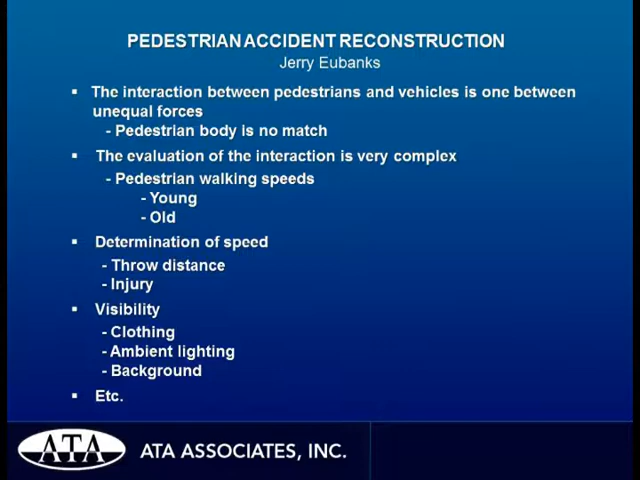 PEDESTRIAN ACCIDENT RECONSTRUCTION
Jerry Eubanks
▪ The interaction between pedestrians and vehicles is one between
unequal forces
- Pedestrian body is no match
▪ The evaluation of the interaction is very complex
- Pedestrian walking speeds
- Young
- Old
▪ Determination of speed
- Throw distance
- Injury
▪ Visibility
- Clothing
- Ambient lighting
- Background
▪ Etc.
ATA ATA ASSOCIATES, INC.